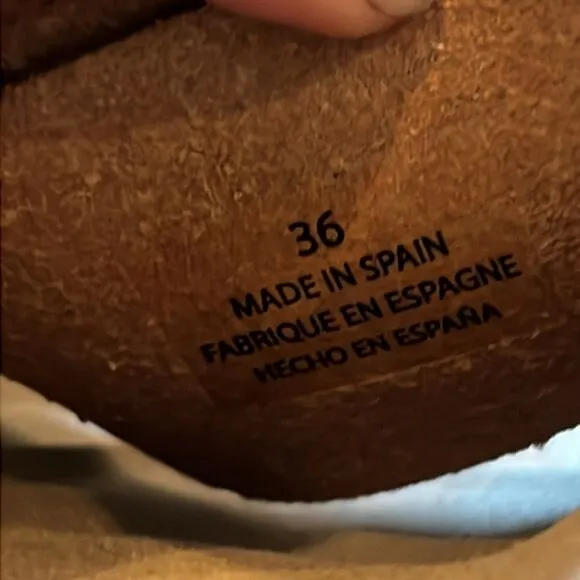 36
MADE IN SPAIN
FABRIQUE EN ESPAGNE
HECHO EN ESPAÑA